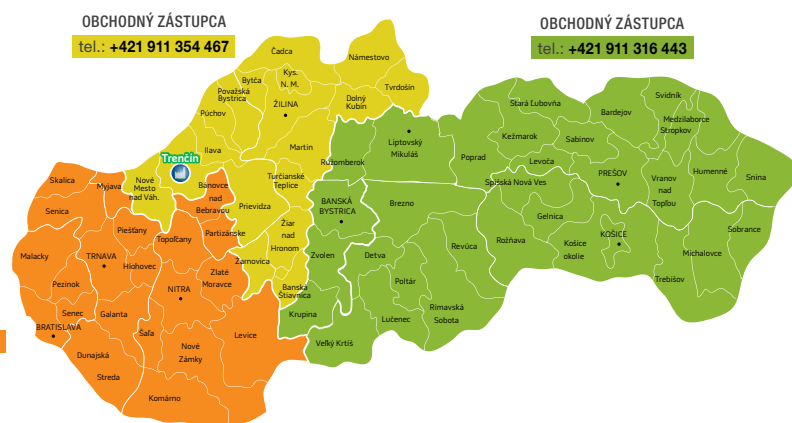 OBCHODNÝ ZÁSTUPCA
tel.: +421 911 354 467
OBCHODNÝ ZÁSTUPCA
tel.: +421 911 316 443
Čadca
Námestovo
Kys.
N. M.
Bytča
Považská
Bystrica
Tvrdošín
Dolný
Kubín
ŽILINA
Púchov
Ilava
Martin
Trenčín
Nové
Mesto
nad Váh.
Turčianské
Teplice
Prievidza
Žiar
nad
Hronom
Žarnovica
Banská
Štiavnica
Skalica
Myjava
Senica
Bánovce
nad
Bebravou
Piešťany
Topoľčany
Partizánske
Malacky
TRNAVA
Hlohovec
Zlaté
Moravce
Pezinok
NITRA
Senec
Galanta
BRATISLAVA
Šaľa
Levice
Dunajská
Streda
Nové
Zámky
Komárno
Ružomberok
Liptovský
Mikuláš
Poprad
Kežmarok
Stará Ľubovňa
Levoča
Sabinov
Bardejov
Svidník
Medzilaborce
Stropkov
Spišská Nová Ves
PREŠOV
Vranov
nad
Topľou
Humenné
Snina
BANSKÁ
BYSTRICA
Brezno
Gelnica
Rožňava
Revúca
KOŠICE
Košice
okolie
Sobrance
Michalovce
Trebišov
Zvolen
Detva
Poltár
Rimavská
Sobota
Krupina
Lučenec
Veľký Krtíš